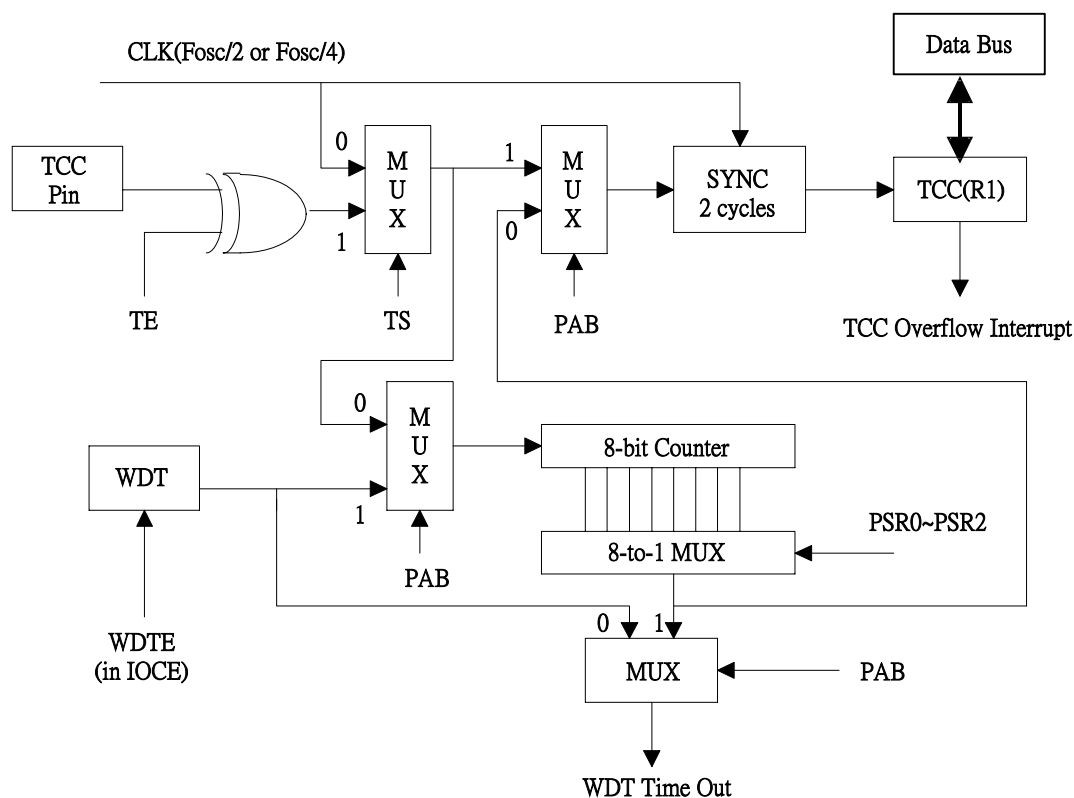 CLK(Fosc/2 or Fosc/4)
Data Bus
TCC
Pin
0
1
M
U
X
1
0
M
U
X
SYNC
2 cycles
TCC(R1)
TE
TS
PAB
TCC Overflow Interrupt
0
1
M
U
X
8-bit Counter
WDT
PSR0~PSR2
8-to-1 MUX
PAB
WDTE
(in IOCE)
0
1
MUX
PAB
WDT Time Out